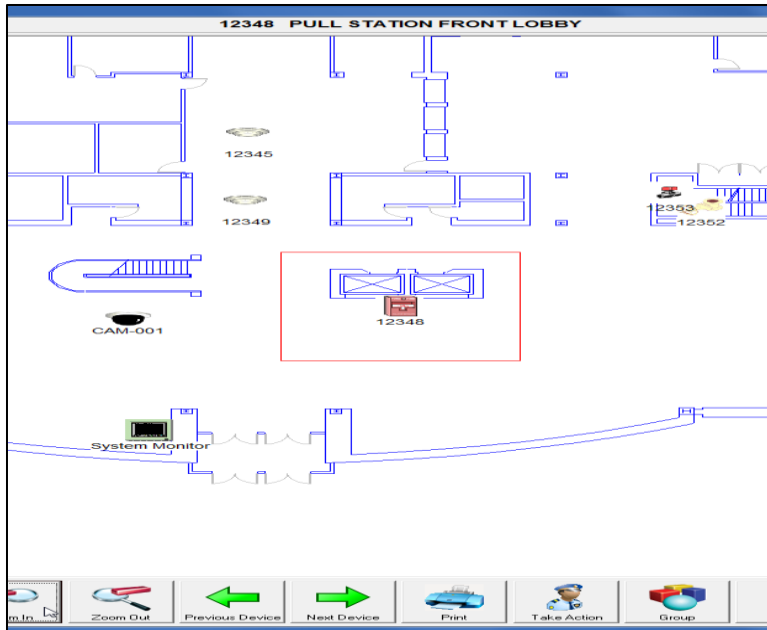 12348 PULL STATION FRONT LOBBY
12345
12349
12353
12352
CAM-001
12348
System Monitor
m In
Zoom Out
Previous Device
Next Device
Print
Take Action
Group